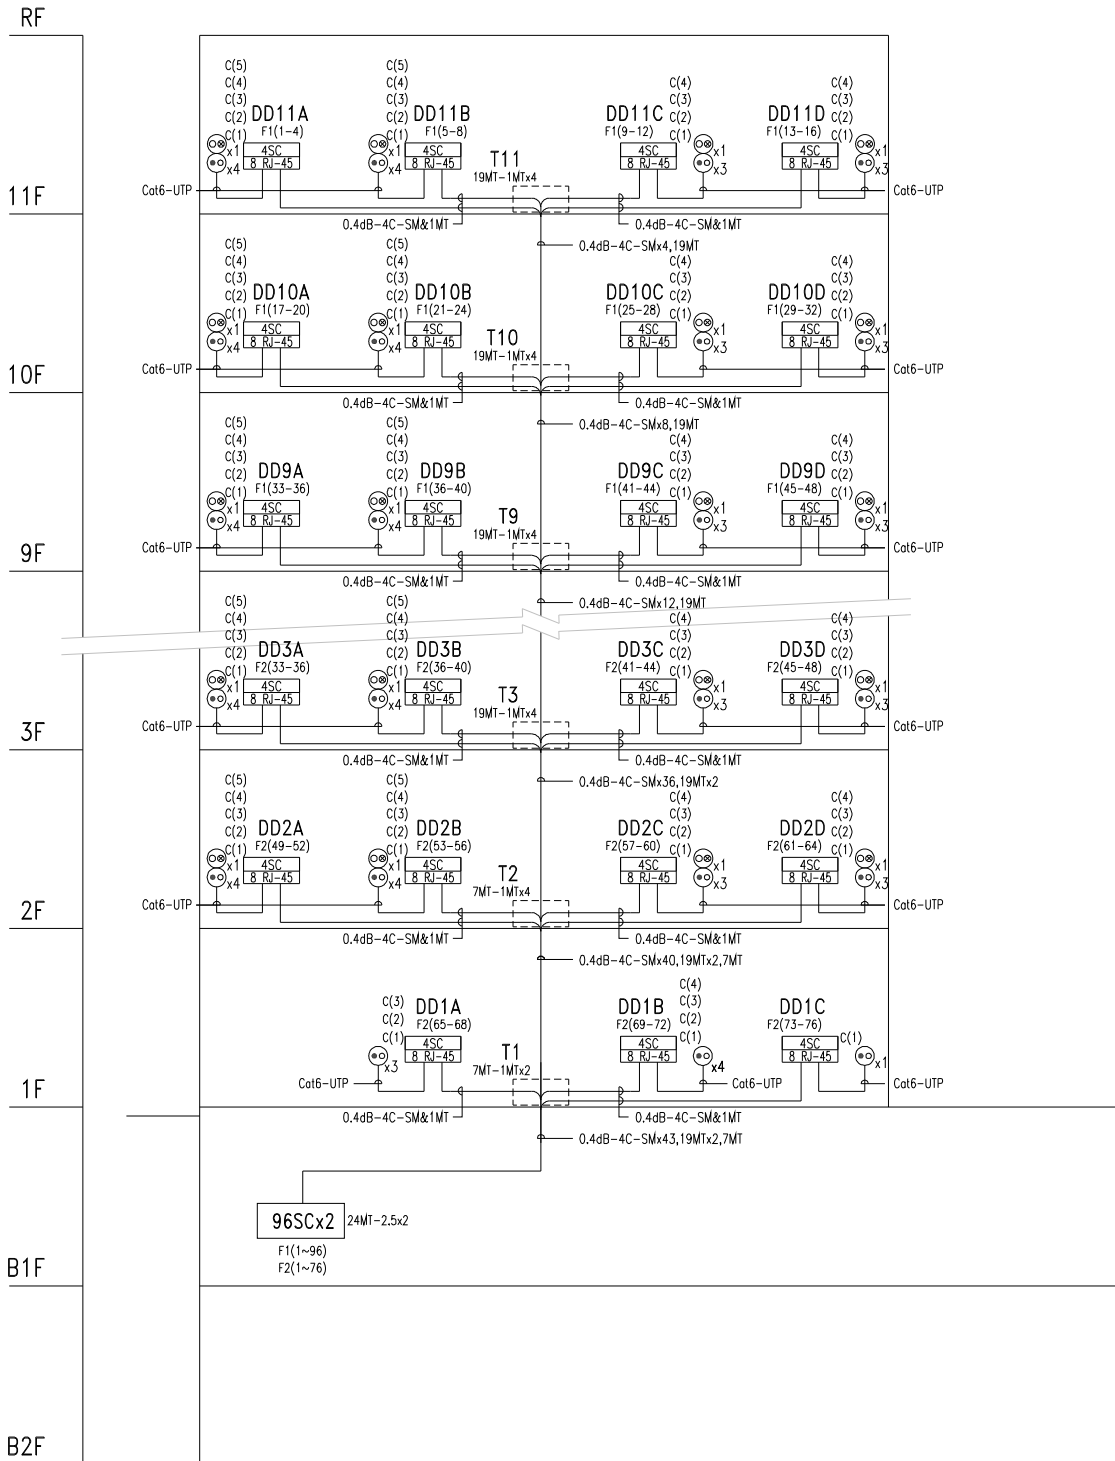 RF
C(5)
C(4)
C(3)
C(2)
C(1)
DD11A
F1(1-4)
x1
x4
4SC
8 RJ-45
C(5)
C(4)
C(3)
C(2)
C(1)
DD11B
F1(5-8)
x1
x4
4SC
8 RJ-45
T11
19MT-1MTx4
DD11C
F1(9-12)
4SC
8 RJ-45
C(4)
C(3)
C(2)
C(1)
x1
x3
DD11D
F1(13-16)
4SC
8 RJ-45
C(4)
C(3)
C(2)
C(1)
x1
x3
Cat6-UTP
Cat6-UTP
11F
0.4dB-4C-SM&1MT
0.4dB-4C-SM&1MT
0.4dB-4C-SMx4,19MT
C(5)
C(4)
C(3)
C(2)
C(1)
DD10A
F1(17-20)
x1
x4
4SC
8 RJ-45
C(5)
C(4)
C(3)
C(2)
C(1)
DD10B
F1(21-24)
x1
x4
4SC
8 RJ-45
T10
19MT-1MTx4
DD10C
F1(25-28)
4SC
8 RJ-45
C(4)
C(3)
C(2)
C(1)
x1
x3
DD10D
F1(29-32)
4SC
8 RJ-45
C(4)
C(3)
C(2)
C(1)
x1
x3
Cat6-UTP
Cat6-UTP
10F
0.4dB-4C-SM&1MT
0.4dB-4C-SM&1MT
0.4dB-4C-SMx8,19MT
C(5)
C(4)
C(3)
C(2)
C(1)
DD9A
F1(33-36)
x1
x4
4SC
8 RJ-45
C(5)
C(4)
C(3)
C(2)
C(1)
DD9B
F1(36-40)
x1
x4
4SC
8 RJ-45
T9
19MT-1MTx4
DD9C
F1(41-44)
4SC
8 RJ-45
C(4)
C(3)
C(2)
C(1)
x1
x3
DD9D
F1(45-48)
4SC
8 RJ-45
C(4)
C(3)
C(2)
C(1)
x1
x3
Cat6-UTP
Cat6-UTP
9F
0.4dB-4C-SM&1MT
0.4dB-4C-SM&1MT
0.4dB-4C-SMx12,19MT
C(5)
C(4)
C(3)
C(2)
C(1)
DD3A
F2(33-36)
x1
x4
4SC
8 RJ-45
C(5)
C(4)
C(3)
C(2)
C(1)
DD3B
F2(36-40)
x1
x4
4SC
8 RJ-45
T3
19MT-1MTx4
DD3C
F2(41-44)
4SC
8 RJ-45
C(4)
C(3)
C(2)
C(1)
x1
x3
DD3D
F2(45-48)
4SC
8 RJ-45
C(4)
C(3)
C(2)
C(1)
x1
x3
Cat6-UTP
Cat6-UTP
3F
0.4dB-4C-SM&1MT
0.4dB-4C-SM&1MT
0.4dB-4C-SMx36,19MTx2
C(5)
C(4)
C(3)
C(2)
C(1)
DD2A
F2(49-52)
x1
x4
4SC
8 RJ-45
C(5)
C(4)
C(3)
C(2)
C(1)
DD2B
F2(53-56)
x1
x4
4SC
8 RJ-45
T2
7MT-1MTx4
DD2C
F2(57-60)
4SC
8 RJ-45
C(4)
C(3)
C(2)
C(1)
x1
x3
DD2D
F2(61-64)
4SC
8 RJ-45
C(4)
C(3)
C(2)
C(1)
x1
x3
Cat6-UTP
Cat6-UTP
2F
0.4dB-4C-SM&1MT
0.4dB-4C-SM&1MT
0.4dB-4C-SMx40,19MTx2,7MT
C(3)
C(2)
C(1)
DD1A
F2(65-68)
x3
4SC
8 RJ-45
T1
7MT-1MTx2
DD1B
F2(69-72)
4SC
8 RJ-45
C(4)
C(3)
C(2)
C(1)
x4
DD1C
F2(73-76)
4SC
8 RJ-45
C(1)
x1
Cat6-UTP
Cat6-UTP
Cat6-UTP
1F
0.4dB-4C-SM&1MT
0.4dB-4C-SM&1MT
0.4dB-4C-SMx43,19MTx2,7MT
96SCx2
24MT-2.5x2
F1(1~96)
F2(1~76)
B1F
B2F